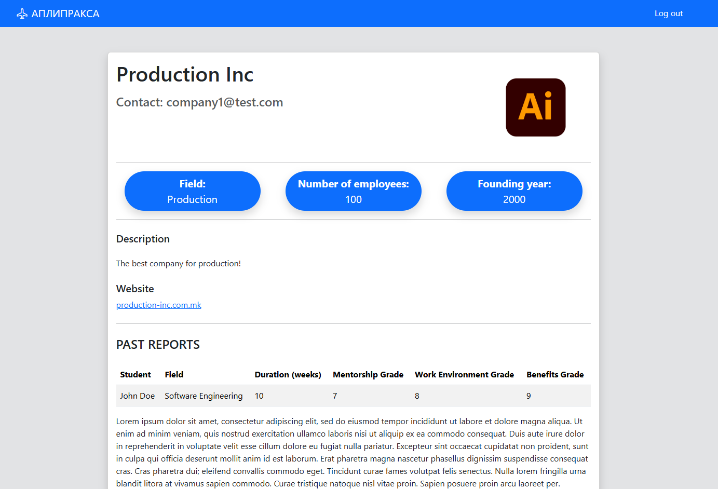 АПЛИПРАКСА
Log out
Production Inc
Contact: company1@test.com
Ai
Field:
Production
Number of employees:
100
Founding year:
2000
Description
The best company for production!
Website
production-inc.com.mk
PAST REPORTS
Student Field Duration (weeks) Mentorship Grade Work Environment Grade Benefits Grade
John Doe Software Engineering 10 7 8 9
Lorem ipsum dolor sit amet, consectetur adipiscing elit, sed do eiusmod tempor incididunt ut labore et dolore magna aliqua. Ut
enim ad minim veniam, quis nostrud exercitation ullamco laboris nisi ut aliquip ex ea commodo consequat. Duis aute irure dolor
in reprehenderit in voluptate velit esse cillum dolore eu fugiat nulla pariatur. Excepteur sint occaecat cupidatat non proident, sunt
in culpa qui officia deserunt mollit anim id est laborum. Erat pharetra magna nascetur phasellus dignissim suspendisse consequat
cras. Cras pharetra dui; eleifend convallis commodo eget. Tincidunt curae fames volutpat felis senectus. Nulla lorem fringilla urna
blandit litora at vivamus sapien commodo. Curae tristique natoque nisl vitae proin. Sapien posuere proin arcu laoreet per.